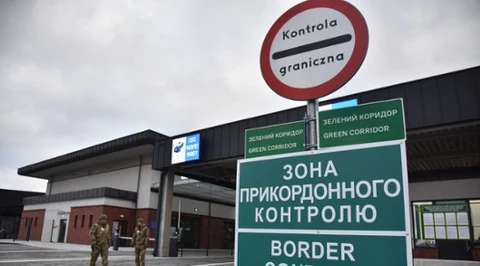 Kontrola
graniczna
ЗЕЛЕНИЙ КОРИДОР
GREEN CORRIDOR
ЗЕЛЕНИЙ КОРИДОР
GREEN CORRIDOR
ЗОНА
ПРИКОРДОННОГО
КОНТРОЛЮ
BORDER